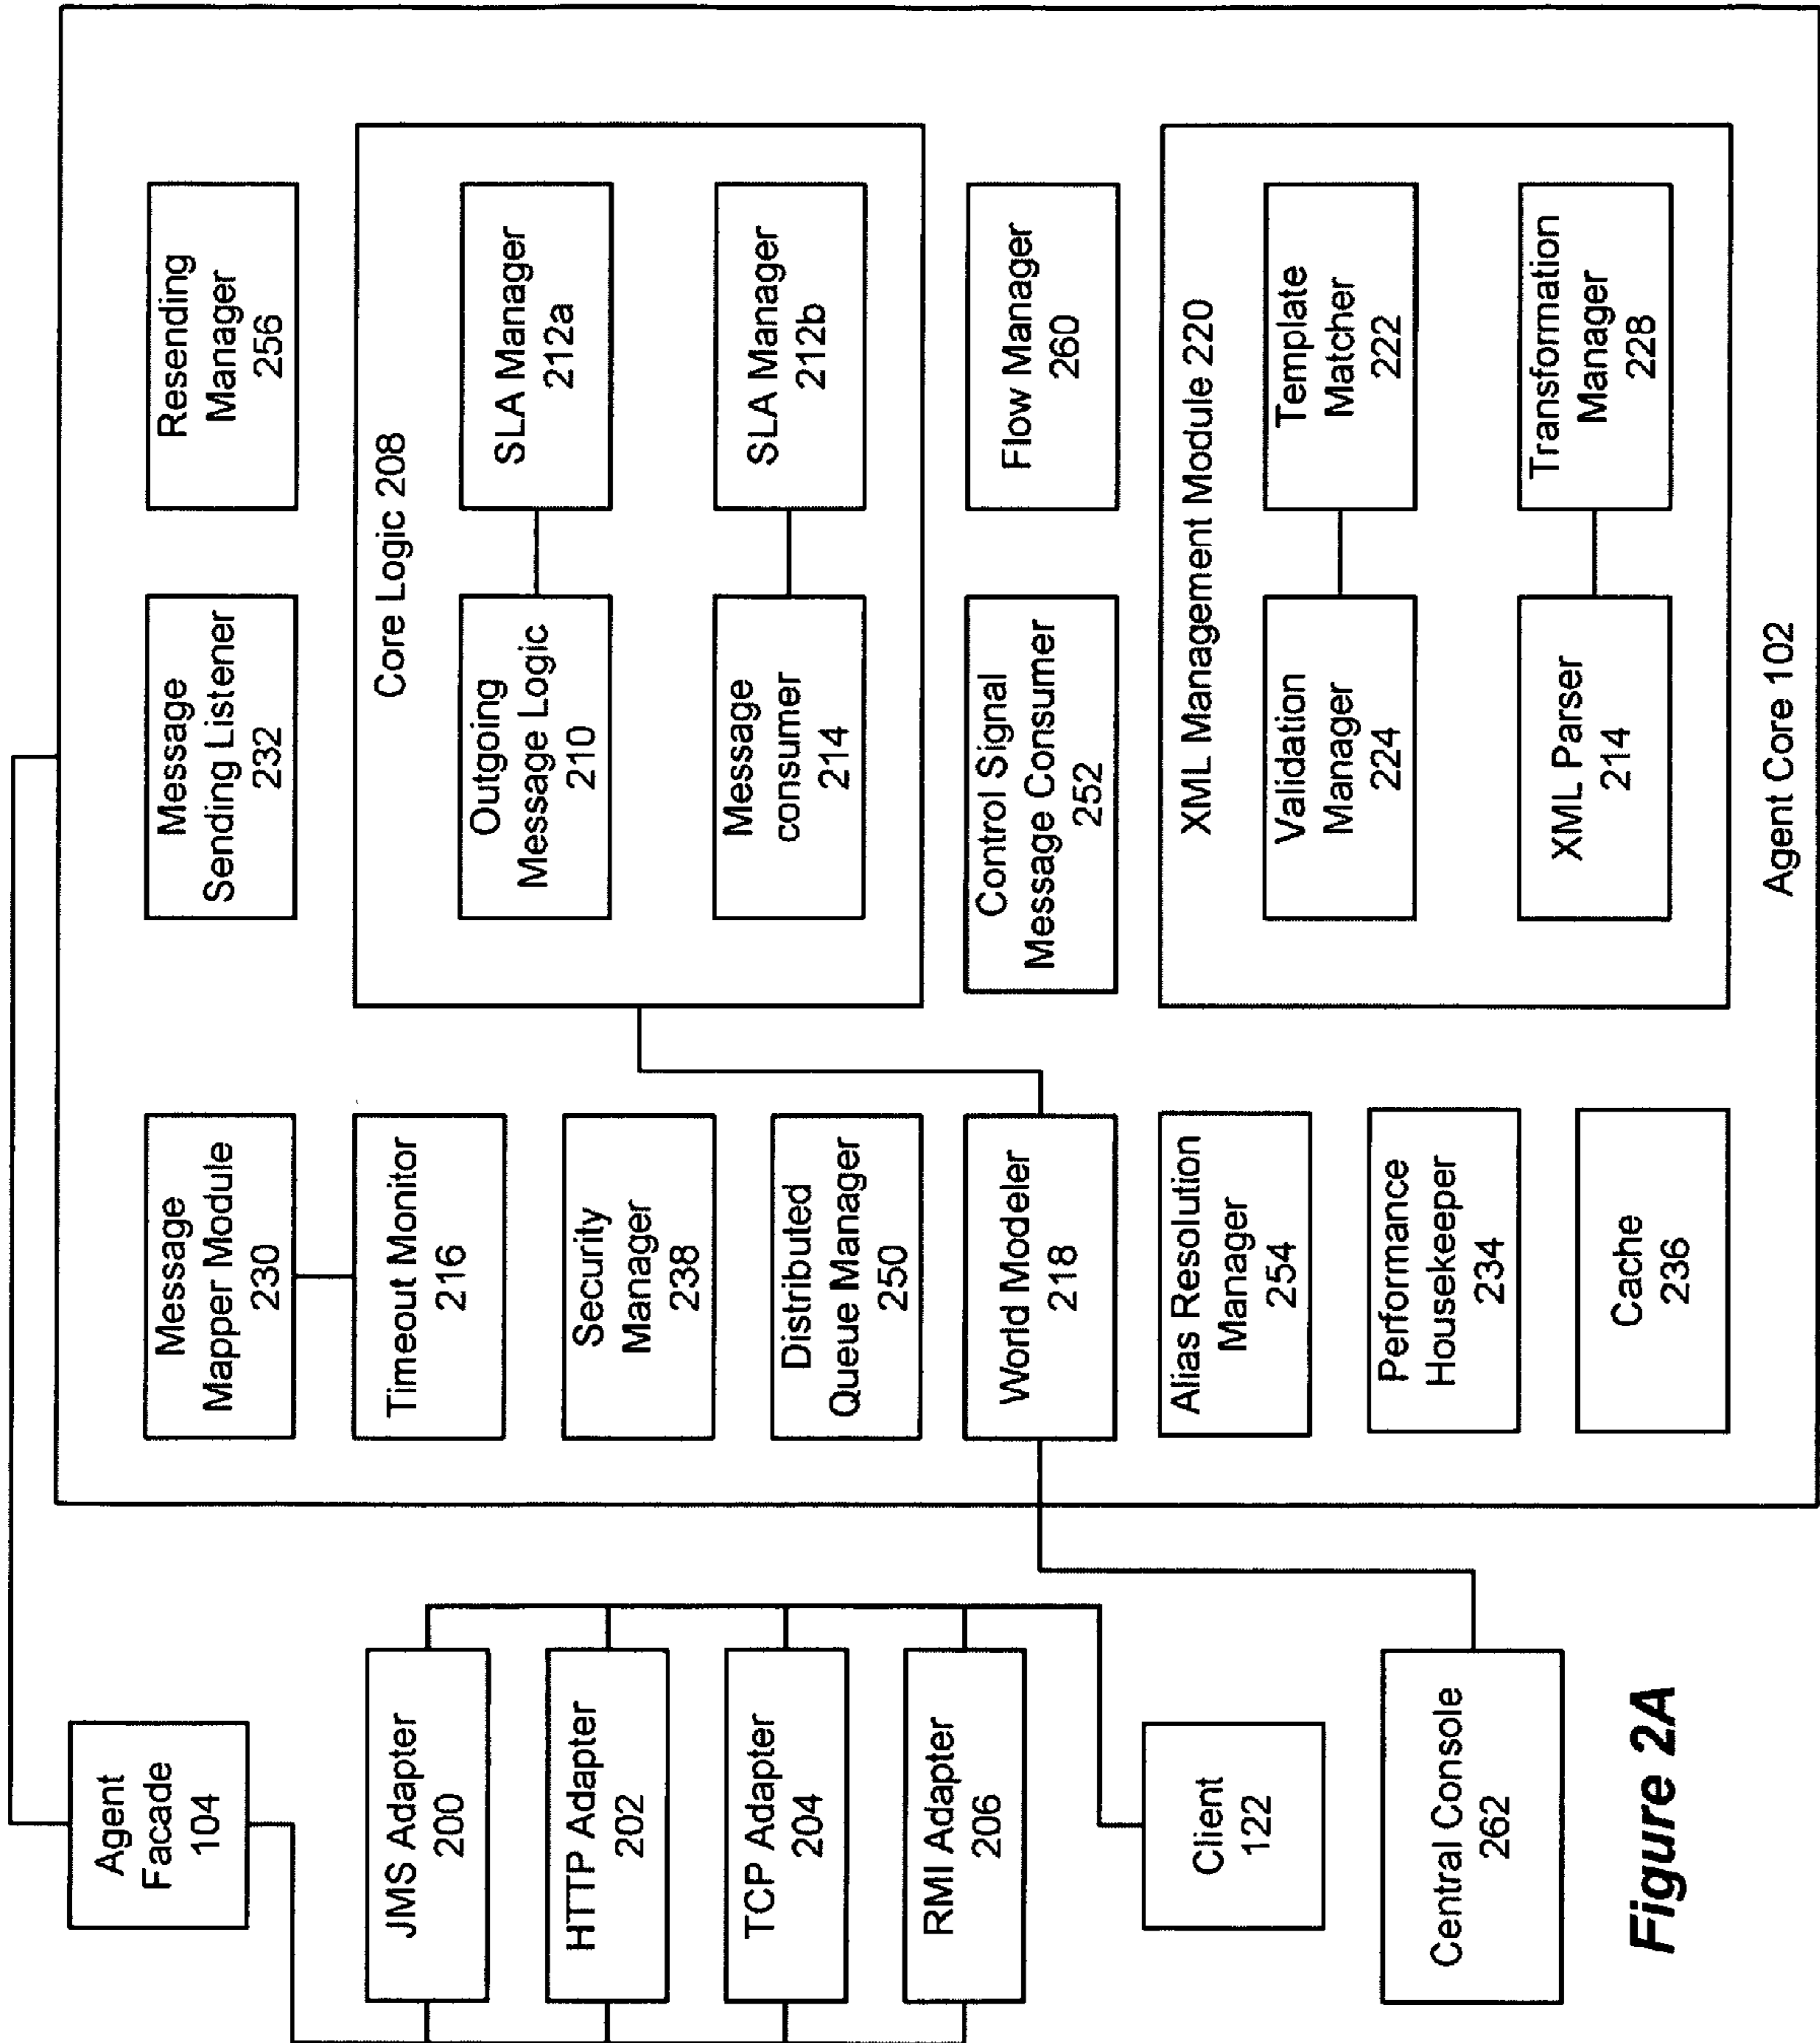 Agent
Facade
104
JMS Adapter
200
HTTP Adapter
202
TCP Adapter
204
RMI Adapter
206
Client
122
Central Console
262
Message
Mapper Module
230
Timeout Monitor
216
Security
Manager
238
Distributed
Queue Manager
250
World Modeler
218
Alias Resolution
Manager
254
Performance
Housekeeper
234
Cache
236
Message
Sending Listener
232
Resending
Manager
256
Core Logic 208
Outgoing
Message Logic
210
SLA Manager
212a
Message
consumer
214
SLA Manager
212b
Control Signal
Message Consumer
252
Flow Manager
260
XML Management Module 220
Validation
Manager
224
Template
Matcher
222
XML Parser
214
Transformation
Manager
228
Agent Core 102
Figure 2A